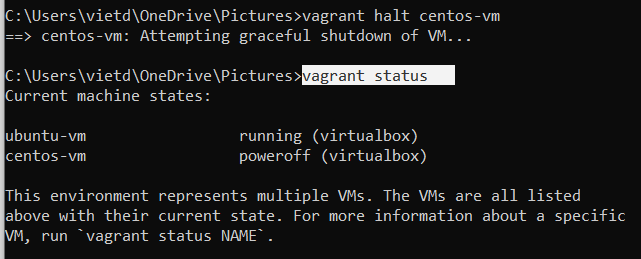 C:\Users\vietd\OneDrive\Pictures>vagrant halt centos-vm
==> centos-vm: Attempting graceful shutdown of VM...
C:\Users\vietd\OneDrive\Pictures>vagrant status
Current machine states:
ubuntu-vm                 running (virtualbox)
centos-vm                 poweroff (virtualbox)
This environment represents multiple VMs. The VMs are all listed
above with their current state. For more information about a specific
VM, run `vagrant status NAME`.